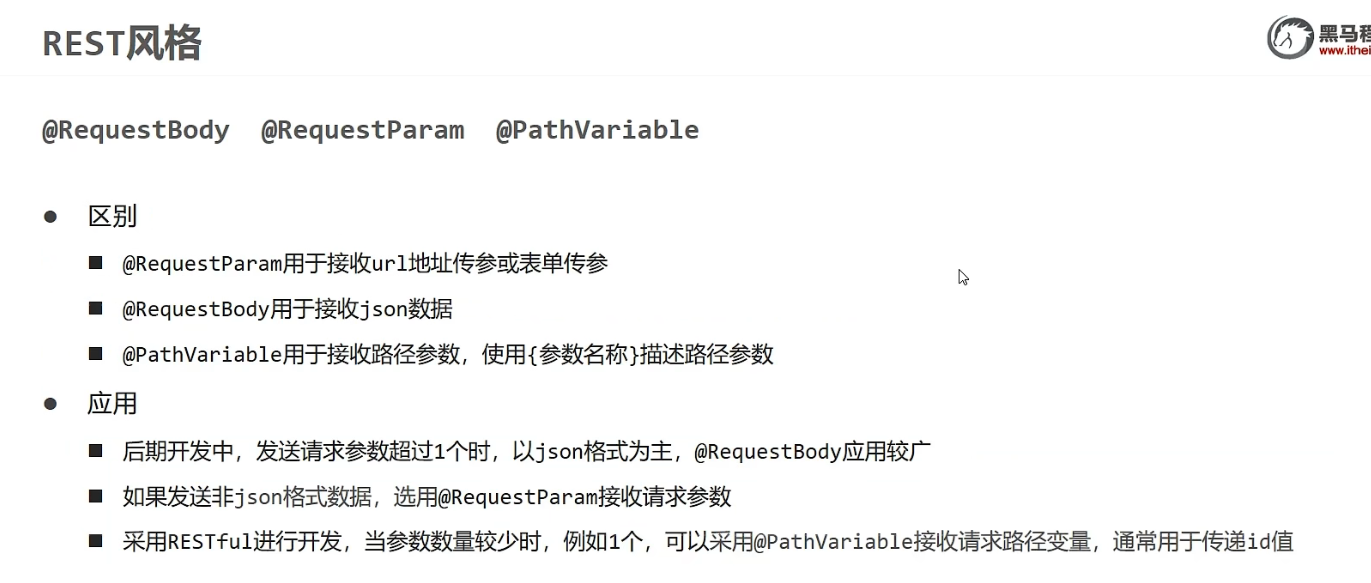 REST风格
黑马程
www.ithei
@RequestBody @RequestParam @PathVariable
● 区别
■ @RequestParam用于接收url地址传参或表单传参
■ @RequestBody用于接收json数据
■ @PathVariable用于接收路径参数，使用{参数名称}描述路径参数
● 应用
■ 后期开发中，发送请求参数超过1个时，以json格式为主，@RequestBody应用较广
■ 如果发送非json格式数据，选用@RequestParam接收请求参数
■ 采用RESTful进行开发，当参数数量较少时，例如1个，可以采用@PathVariable接收请求路径变量，通常用于传递id值